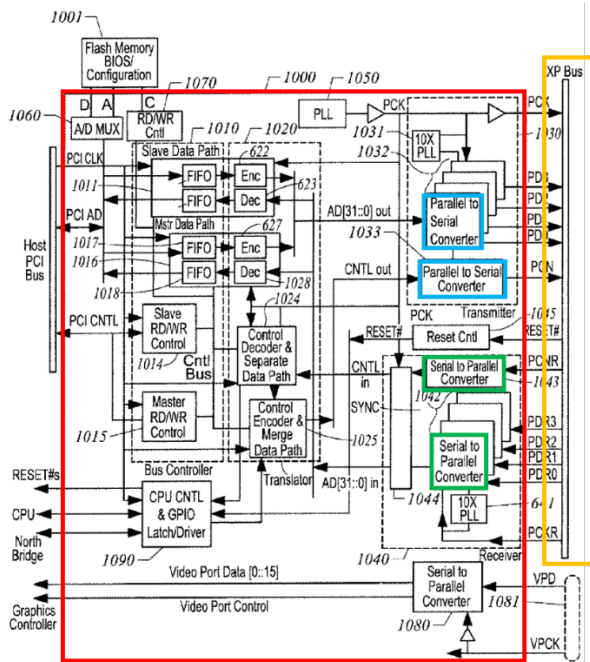 1001
Flash Memory
BIOS/
Configuration
D
A
C
1070
1060
A/D MUX
RD/WR
Cntl
1000
1050
PLL
PCK
XP Bus
PCK
1030
1010
1020
Slave Data Path
622
PCI CLK
1011
FIFO
Enc
623
FIFO
Dec
1031
10X
PLL
1032
PCI AD
Mstr Data Path
627
1017
FIFO
Enc
1016
FIFO
Dec
1018
1028
AD[31::0] out
Parallel to
Serial
Converter
1033
Parallel to Serial
Converter
CNTL out
PCN
Transmitter
Host
PCI
Bus
PCI CNTL
Slave
RD/WR
Control
1014
Cntl
Bus
1024
Control
Decoder &
Separate
Data Path
PCK
1045
RESET#
Reset Cntl
RESET#
CNTL
in
Serial to Parallel
Converter
PCNR
1043
1042
SYNC
Master
RD/WR
Control
1015
Control
Encoder &
Merge
Data Path
1025
Bus Controller
Translator
PDR3
PDR2
PDR1
PDR0
Serial to
Parallel
Converter
AD[31::0] in
1044
10X
PLL
641
PCKR
1040
Receiver
RESET#s
CPU
North
Bridge
CPU CNTL
& GPIO
Latch/Driver
1090
Video Port Data [0::15]
Video Port Control
Graphics
Controller
Serial to
Parallel
Converter
1080
VPD
1081
VPCK